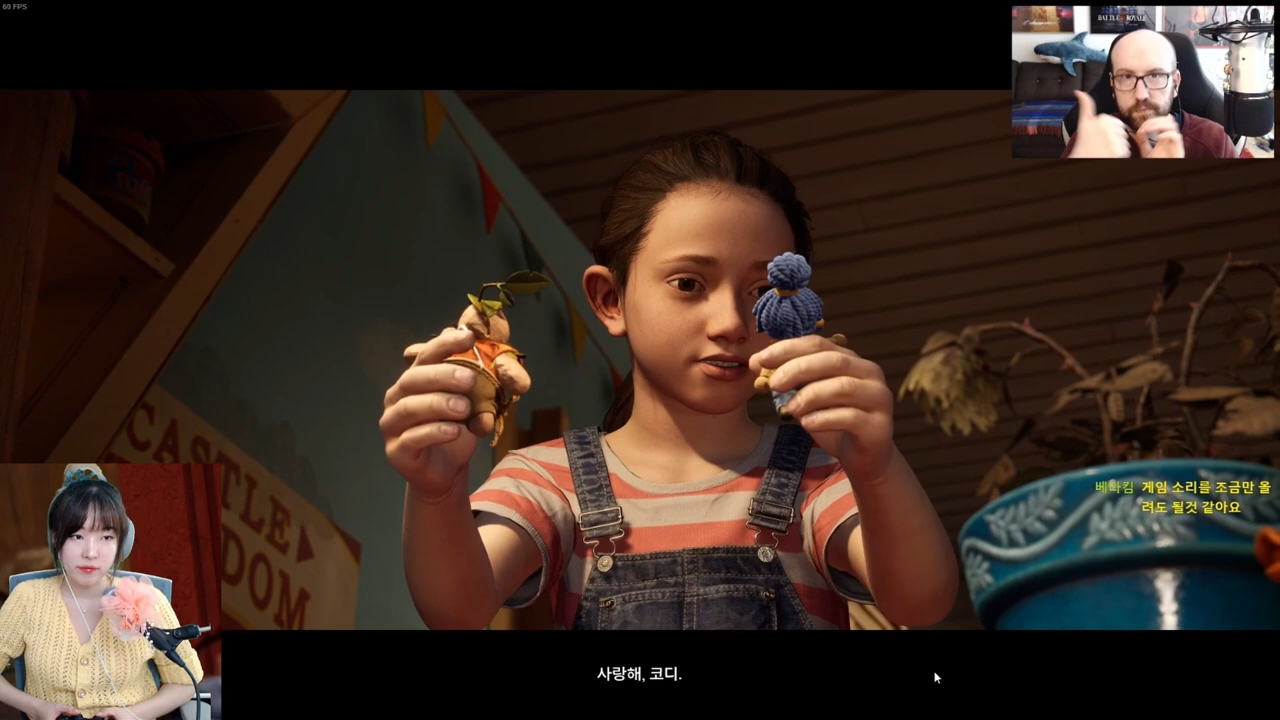 60 FPS
BATTLE ROYALE
CASTLE
DOM
베라킴 게임 소리를 조금만 올
려도 될것 같아요
사랑해, 코디.